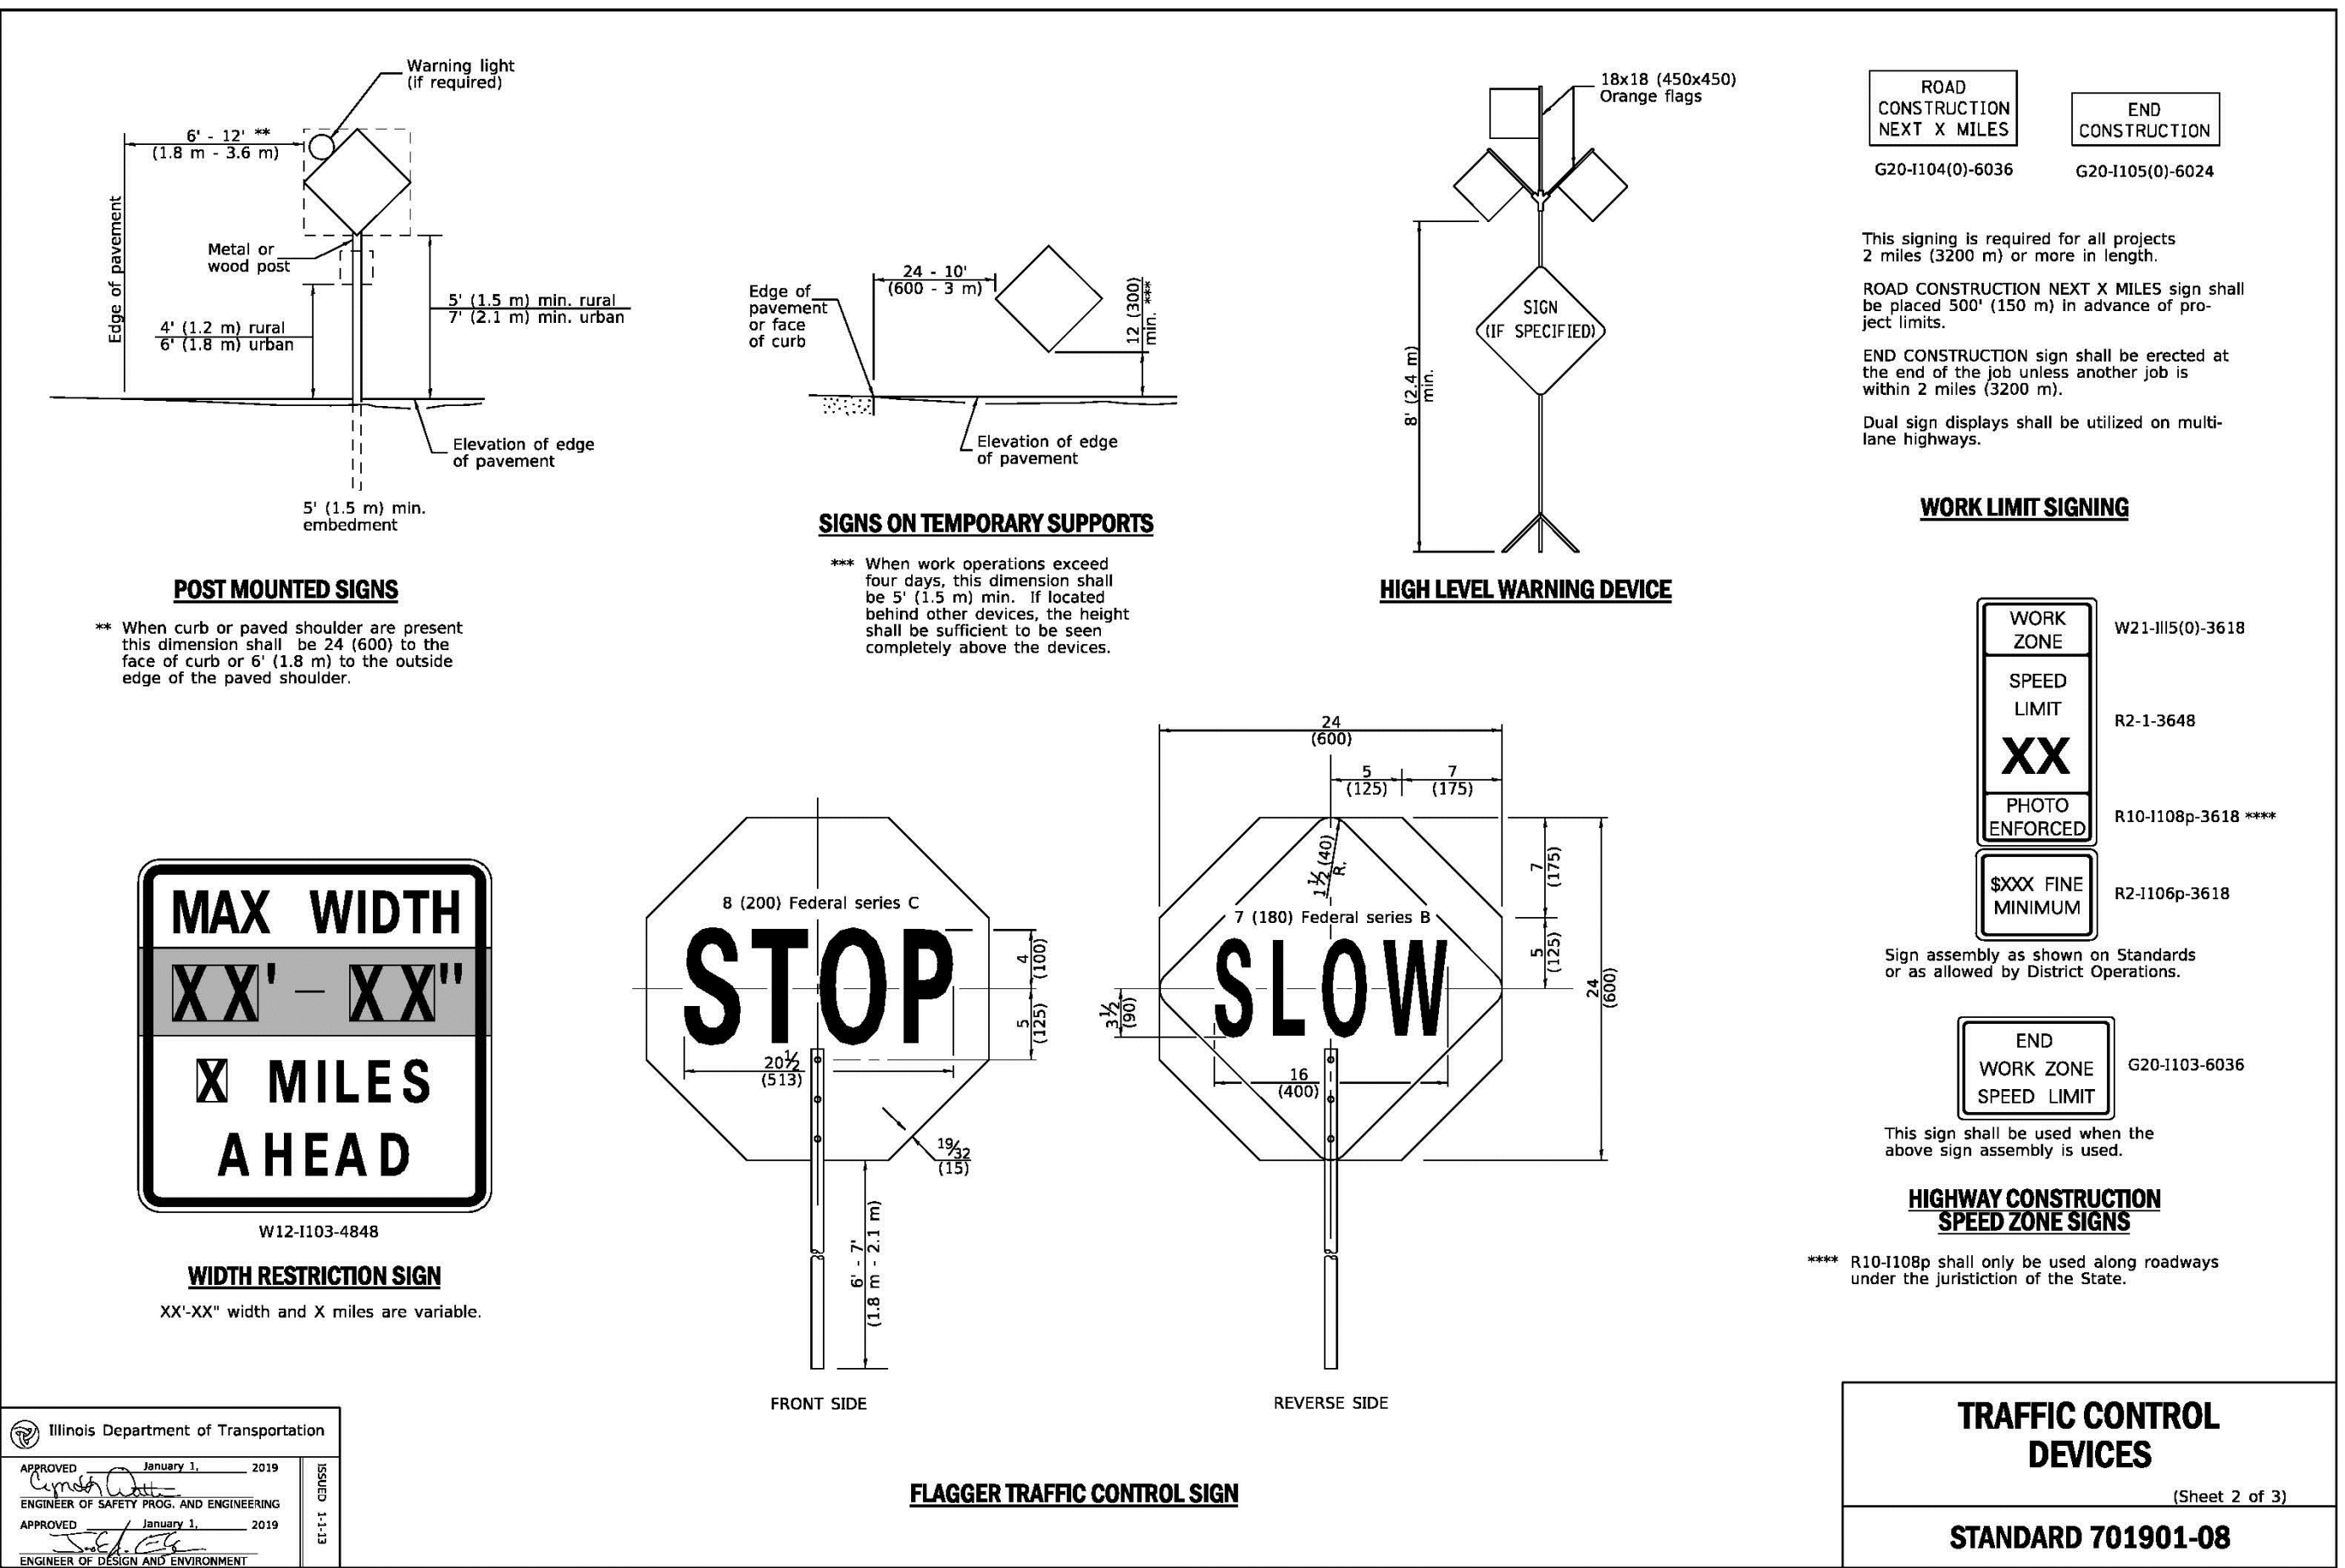 Warning light
(if required)
6' - 12' **
(1.8 m - 3.6 m)
Edge of pavement
Metal or
wood post
5' (1.5 m) min. rural
7' (2.1 m) min. urban
4' (1.2 m) rural
6' (1.8 m) urban
Elevation of edge
of pavement
5' (1.5 m) min.
embedment
POST MOUNTED SIGNS
** When curb or paved shoulder are present
this dimension shall be 24 (600) to the
face of curb or 6' (1.8 m) to the outside
edge of the paved shoulder.
24 - 10'
(600 - 3 m)
Edge of
pavement
or face
of curb
12 (300)
min. ***
Elevation of edge
of pavement
SIGNS ON TEMPORARY SUPPORTS
*** When work operations exceed
four days, this dimension shall
be 5' (1.5 m) min. If located
behind other devices, the height
shall be sufficient to be seen
completely above the devices.
18x18 (450x450)
Orange flags
SIGN
(IF SPECIFIED)
8' (2.4 m)
min.
HIGH LEVEL WARNING DEVICE
ROAD
CONSTRUCTION
NEXT X MILES
G20-I104(0)-6036
END
CONSTRUCTION
G20-I105(0)-6024
This signing is required for all projects
2 miles (3200 m) or more in length.
ROAD CONSTRUCTION NEXT X MILES sign shall
be placed 500' (150 m) in advance of pro-
ject limits.
END CONSTRUCTION sign shall be erected at
the end of the job unless another job is
within 2 miles (3200 m).
Dual sign displays shall be utilized on multi-
lane highways.
WORK LIMIT SIGNING
MAX WIDTH
XX' - XX"
X MILES
AHEAD
W12-I103-4848
WIDTH RESTRICTION SIGN
XX'-XX" width and X miles are variable.
8 (200) Federal series C
STOP
4
(100)
5
(125)
20 1/2
(513)
19/32
(15)
6' - 7'
(1.8 m - 2.1 m)
FRONT SIDE
24
(600)
5
(125)
7
(175)
1 1/2 (40)
R.
7
(175)
5
(125)
24
(600)
7 (180) Federal series B
SLOW
3 1/2
(90)
16
(400)
REVERSE SIDE
FLAGGER TRAFFIC CONTROL SIGN
WORK
ZONE
W21-III5(0)-3618
SPEED
LIMIT
XX
R2-1-3648
PHOTO
ENFORCED
R10-I108p-3618 ****
$XXX FINE
MINIMUM
R2-I106p-3618
Sign assembly as shown on Standards
or as allowed by District Operations.
END
WORK ZONE
SPEED LIMIT
G20-I103-6036
This sign shall be used when the
above sign assembly is used.
HIGHWAY CONSTRUCTION
SPEED ZONE SIGNS
**** R10-I108p shall only be used along roadways
under the juristiction of the State.
Illinois Department of Transportation
APPROVED January 1, 2019
ENGINEER OF SAFETY PROG. AND ENGINEERING
APPROVED January 1, 2019
ENGINEER OF DESIGN AND ENVIRONMENT
ISSUED 1-1-13
TRAFFIC CONTROL
DEVICES
(Sheet 2 of 3)
STANDARD 701901-08